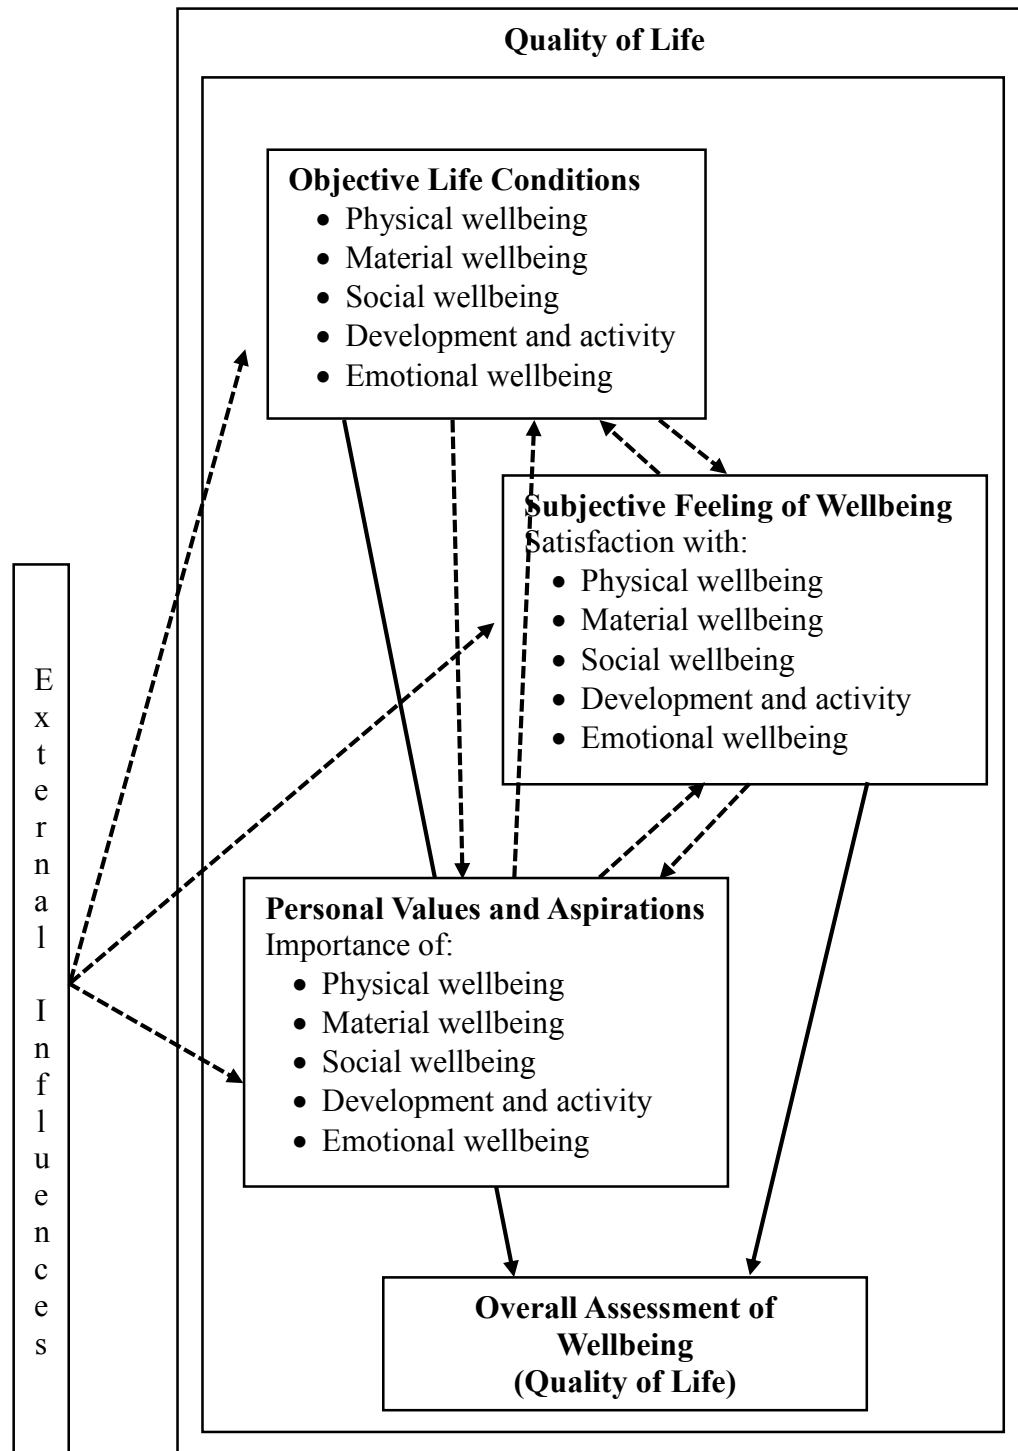 Quality of Life
Objective Life Conditions
• Physical wellbeing
• Material wellbeing
• Social wellbeing
• Development and activity
• Emotional wellbeing
Subjective Feeling of Wellbeing
Satisfaction with:
• Physical wellbeing
• Material wellbeing
• Social wellbeing
• Development and activity
• Emotional wellbeing
External Influences
Personal Values and Aspirations
Importance of:
• Physical wellbeing
• Material wellbeing
• Social wellbeing
• Development and activity
• Emotional wellbeing
Overall Assessment of
Wellbeing
(Quality of Life)